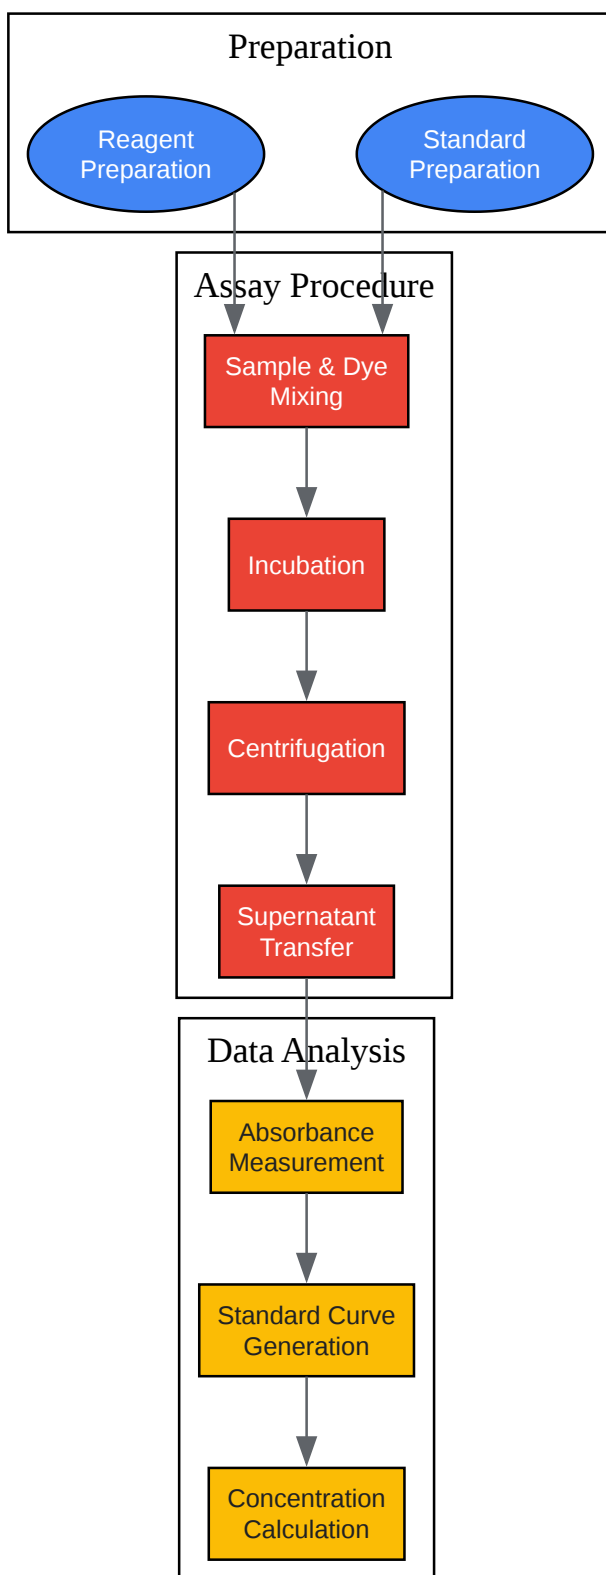 Preparation
Reagent
Preparation
Standard
Preparation
Assay Procedure
Sample & Dye
Mixing
Incubation
Centrifugation
Supernatant
Transfer
Data Analysis
Absorbance
Measurement
Standard Curve
Generation
Concentration
Calculation